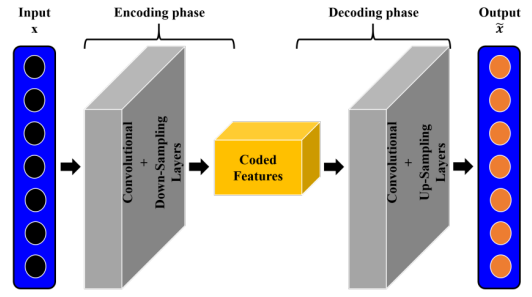 Input
x
Encoding phase
Decoding phase
Output
x̃
Convolutional
+
Down-Sampling
Layers
Coded
Features
Convolutional
+
Up-Sampling
Layers